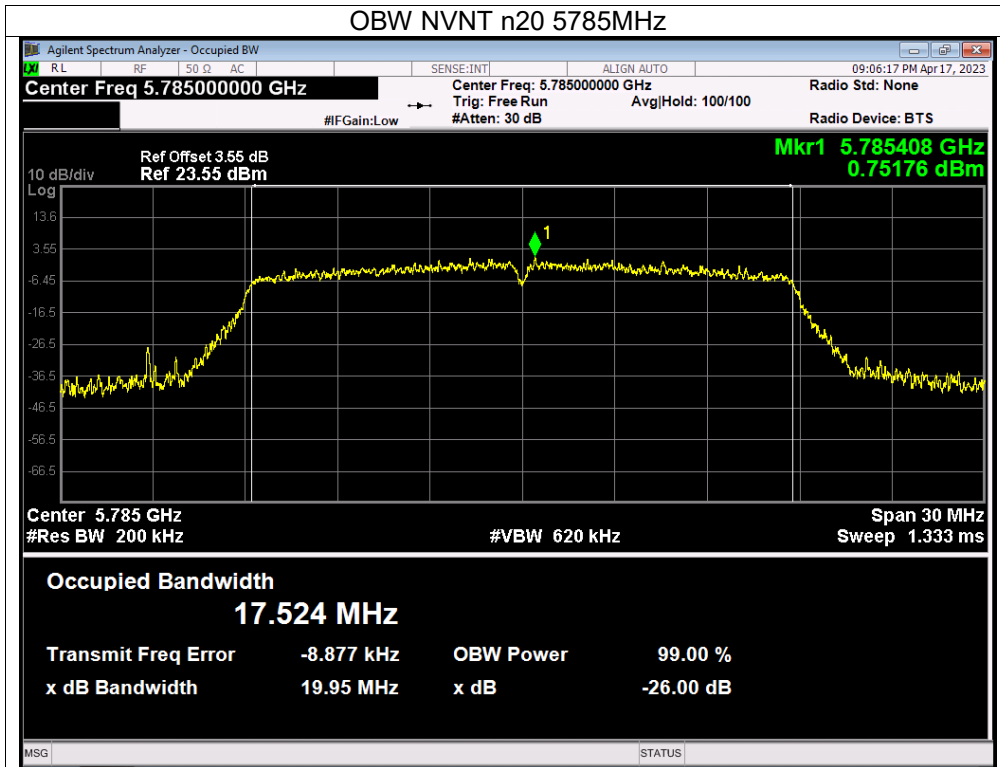 OBW NVNT n20 5785MHz
Agilent Spectrum Analyzer - Occupied BW
LXI RL RF 50 Ω AC SENSE:INT ALIGN AUTO 09:06:17 PM Apr 17, 2023
Center Freq 5.785000000 GHz Center Freq: 5.785000000 GHz Radio Std: None
Trig: Free Run Avg|Hold: 100/100
#IFGain:Low #Atten: 30 dB Radio Device: BTS
Mkr1 5.785408 GHz
Ref Offset 3.55 dB
10 dB/div Ref 23.55 dBm 0.75176 dBm
Log
13.6
1
3.55
-6.45
-16.5
-26.5
-36.5
-46.5
-56.5
-66.5
Center 5.785 GHz Span 30 MHz
#Res BW 200 kHz #VBW 620 kHz Sweep 1.333 ms
Occupied Bandwidth
17.524 MHz
Transmit Freq Error -8.877 kHz OBW Power 99.00 %
x dB Bandwidth 19.95 MHz x dB -26.00 dB
MSG STATUS